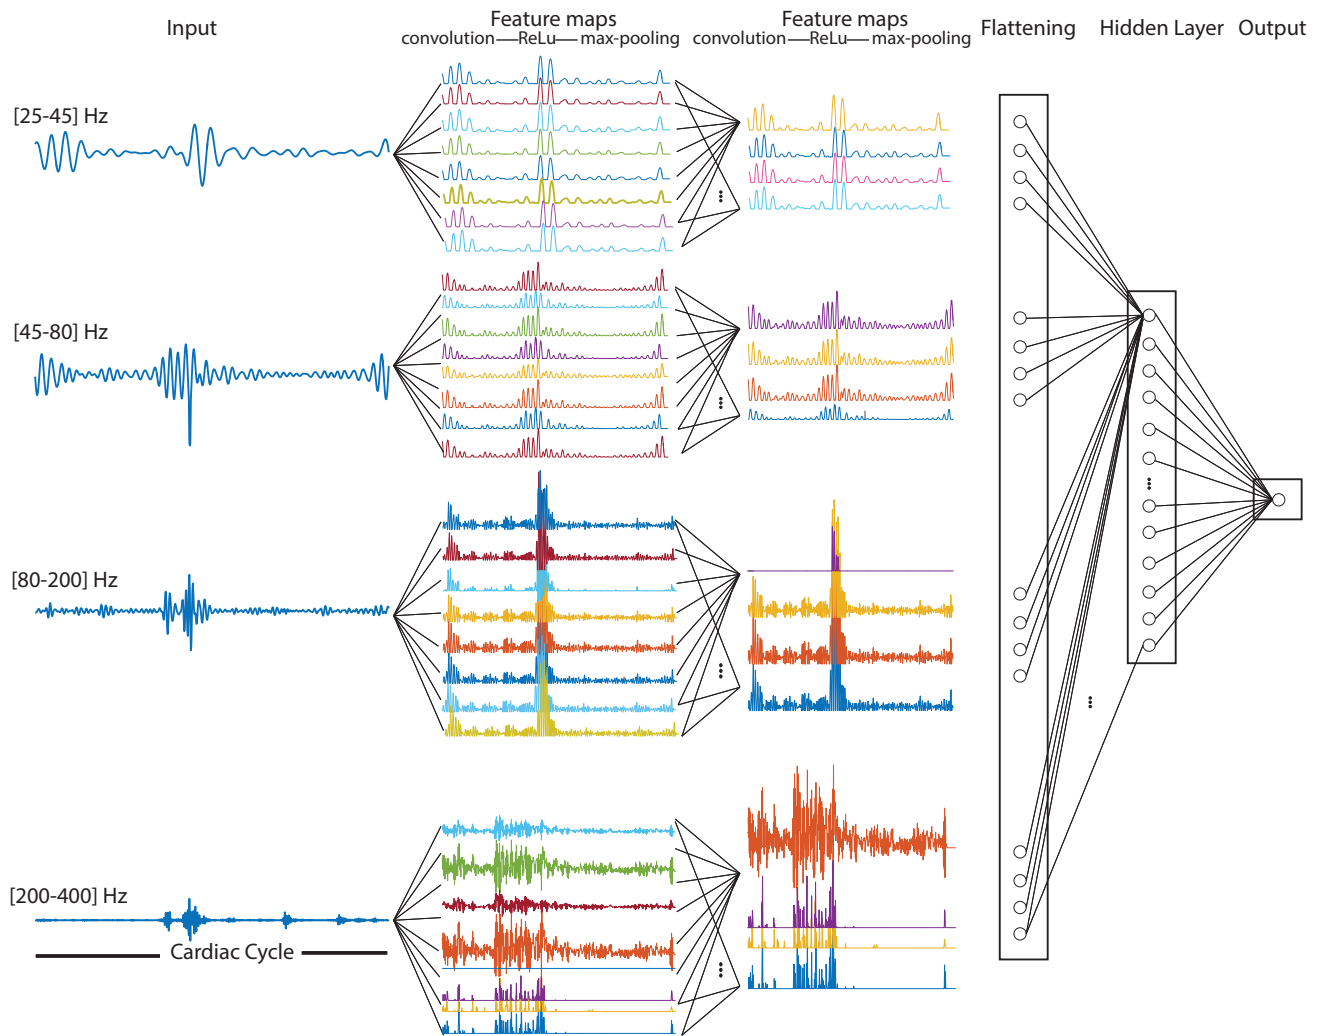 Input
Feature maps
convolution—ReLu—max-pooling
Feature maps
convolution—ReLu—max-pooling
Flattening
Hidden Layer
Output
[25-45] Hz
[45-80] Hz
[80-200] Hz
[200-400] Hz
Cardiac Cycle